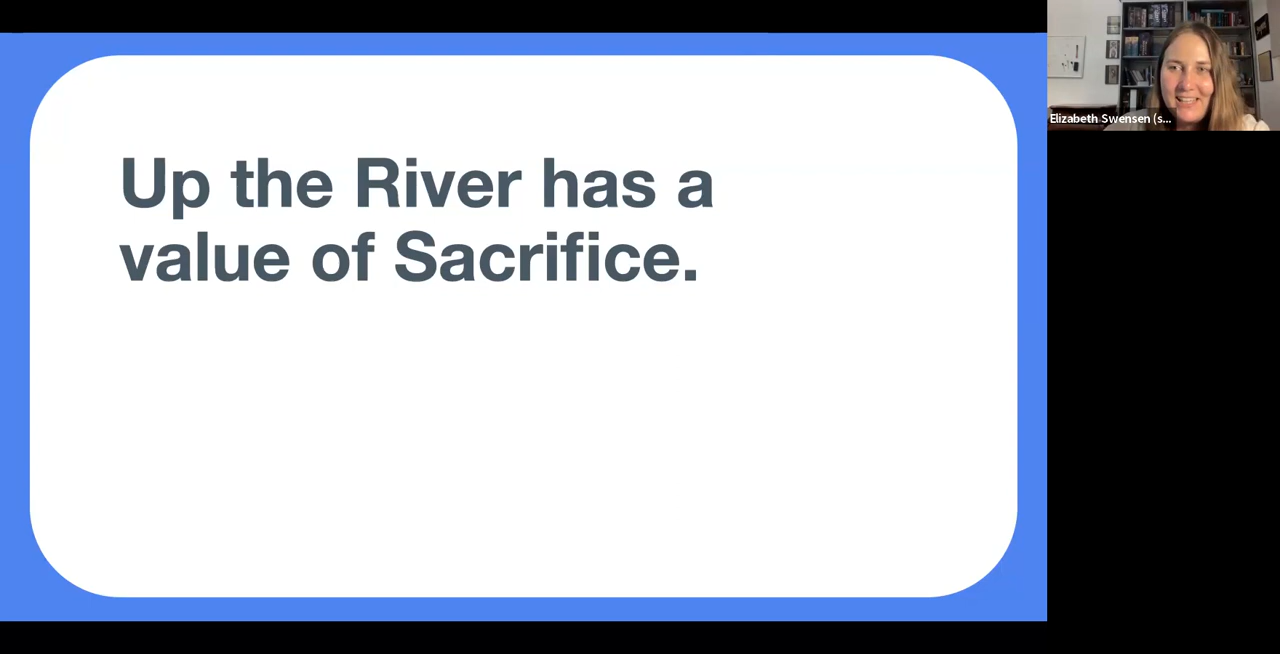 Up the River has a
value of Sacrifice.
Elizabeth Swensen (s...